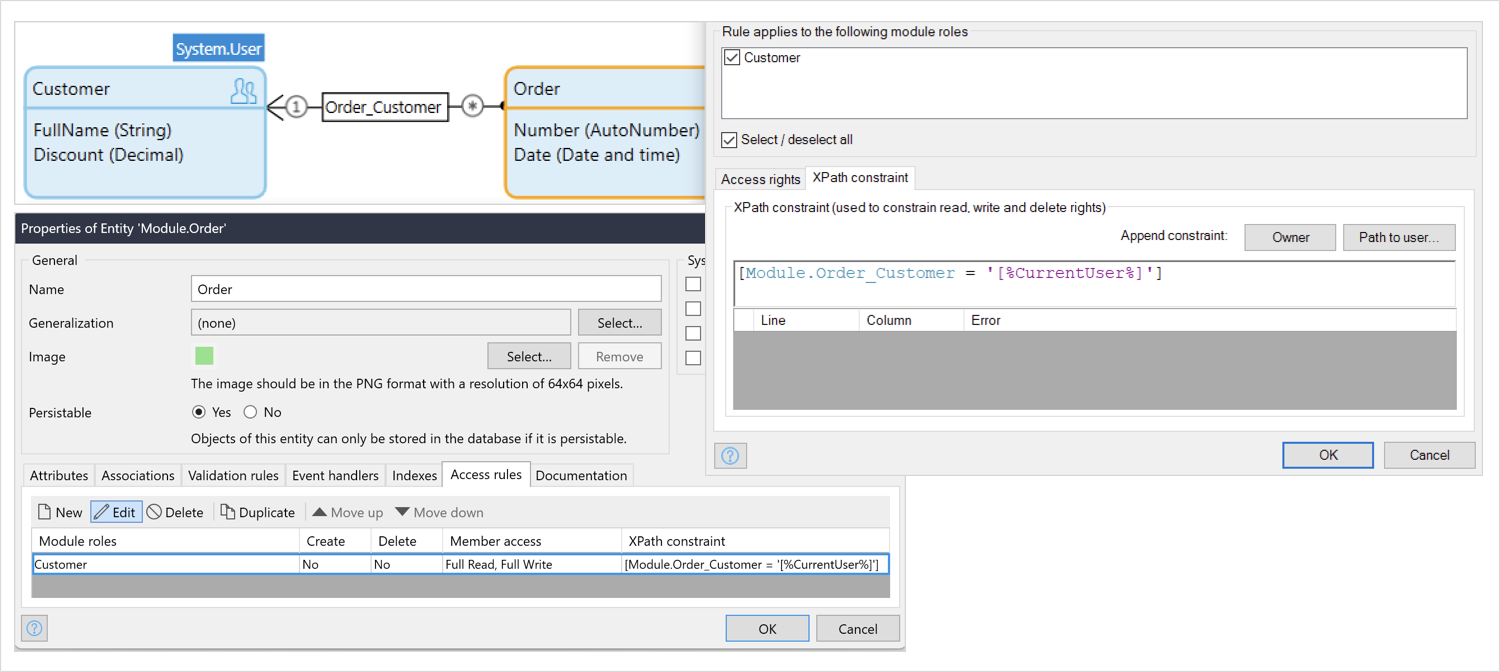 System.User
Customer
FullName (String)
Discount (Decimal)
1
Order_Customer
*
Order
Number (AutoNumber)
Date (Date and time)
Properties of Entity 'Module.Order'
General
Name
Order
Generalization
(none)
Select...
Image
Select...
Remove
The image should be in the PNG format with a resolution of 64x64 pixels.
Persistable
Yes
No
Objects of this entity can only be stored in the database if it is persistable.
Sys
Attributes
Associations
Validation rules
Event handlers
Indexes
Access rules
Documentation
New
Edit
Delete
Duplicate
Move up
Move down
Module roles
Create
Delete
Member access
XPath constraint
Customer
No
No
Full Read, Full Write
[Module.Order_Customer = '[%CurrentUser%]']
?
OK
Cancel
Rule applies to the following module roles
Customer
Select / deselect all
Access rights
XPath constraint
XPath constraint (used to constrain read, write and delete rights)
Append constraint:
Owner
Path to user...
[Module.Order_Customer = '[%CurrentUser%]']
Line
Column
Error
?
OK
Cancel